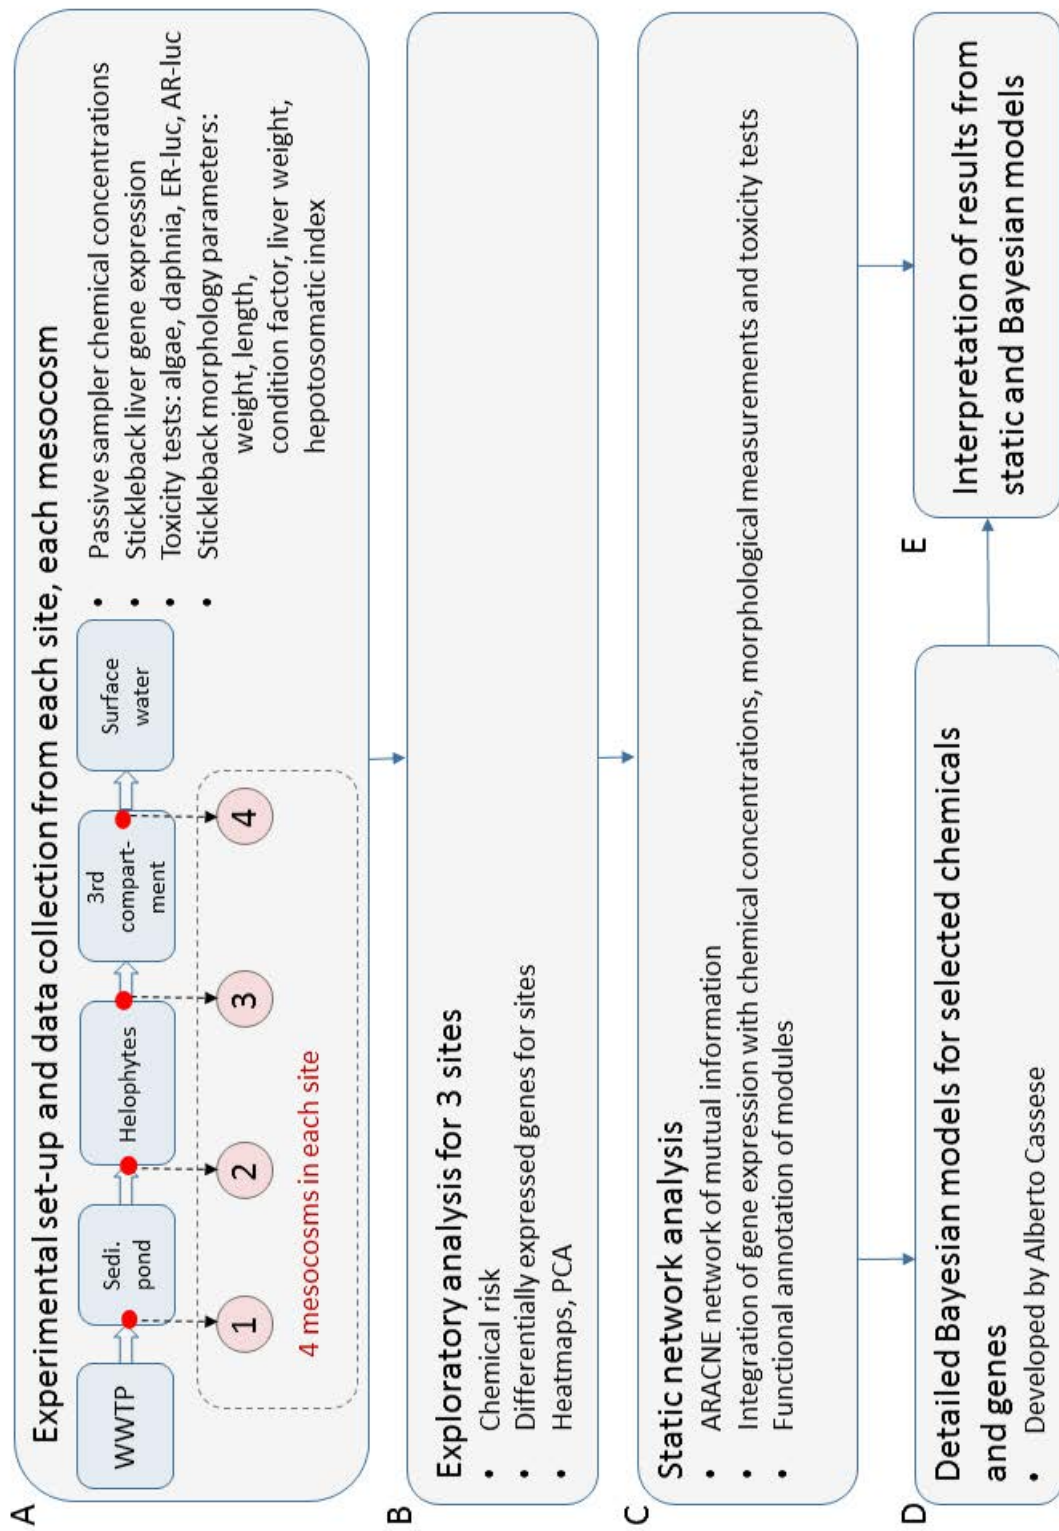 A
Experimental set-up and data collection from each site, each mesocosm
WWTP
Sedi.
pond
Helophytes
3rd
compart-
ment
Surface
water
1
2
3
4
4 mesocosms in each site
• Passive sampler chemical concentrations
• Stickleback liver gene expression
• Toxicity tests: algae, daphnia, ER-luc, AR-luc
• Stickleback morphology parameters:
weight, length,
condition factor, liver weight,
hepotosomatic index
B
Exploratory analysis for 3 sites
• Chemical risk
• Differentially expressed genes for sites
• Heatmaps, PCA
C
Static network analysis
• ARACNE network of mutual information
• Integration of gene expression with chemical concentrations, morphological measurements and toxicity tests
• Functional annotation of modules
D
Detailed Bayesian models for selected chemicals
and genes
• Developed by Alberto Cassese
E
Interpretation of results from
static and Bayesian models